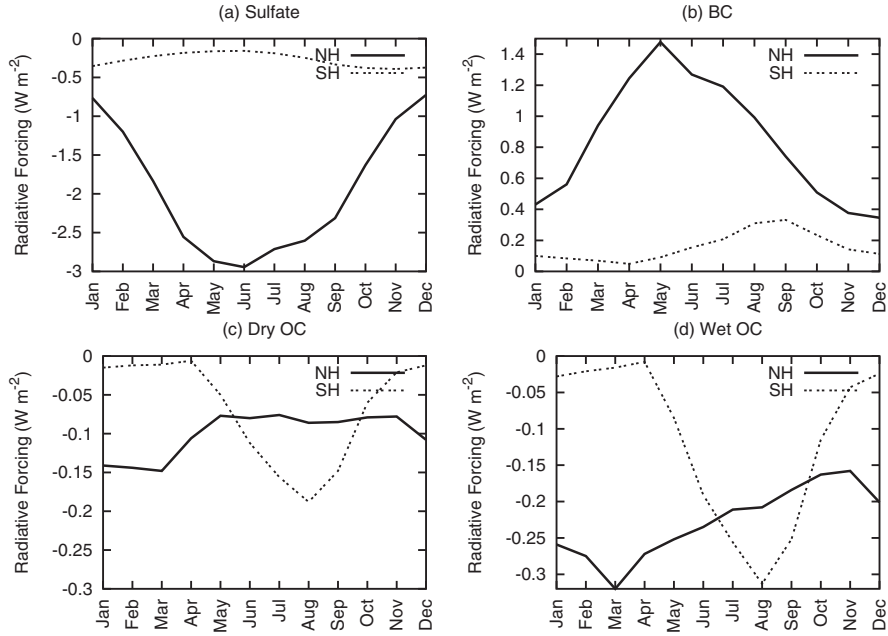 (a) Sulfate
Radiative Forcing (W m-2)
0
-0.5
-1
-1.5
-2
-2.5
-3
NH
SH
Jan
Feb
Mar
Apr
May
Jun
Jul
Aug
Sep
Oct
Nov
Dec
(b) BC
Radiative Forcing (W m-2)
1.4
1.2
1
0.8
0.6
0.4
0.2
0
NH
SH
Jan
Feb
Mar
Apr
May
Jun
Jul
Aug
Sep
Oct
Nov
Dec
(c) Dry OC
Radiative Forcing (W m-2)
0
-0.05
-0.1
-0.15
-0.2
-0.25
-0.3
NH
SH
Jan
Feb
Mar
Apr
May
Jun
Jul
Aug
Sep
Oct
Nov
Dec
(d) Wet OC
Radiative Forcing (W m-2)
0
-0.05
-0.1
-0.15
-0.2
-0.25
-0.3
NH
SH
Jan
Feb
Mar
Apr
May
Jun
Jul
Aug
Sep
Oct
Nov
Dec